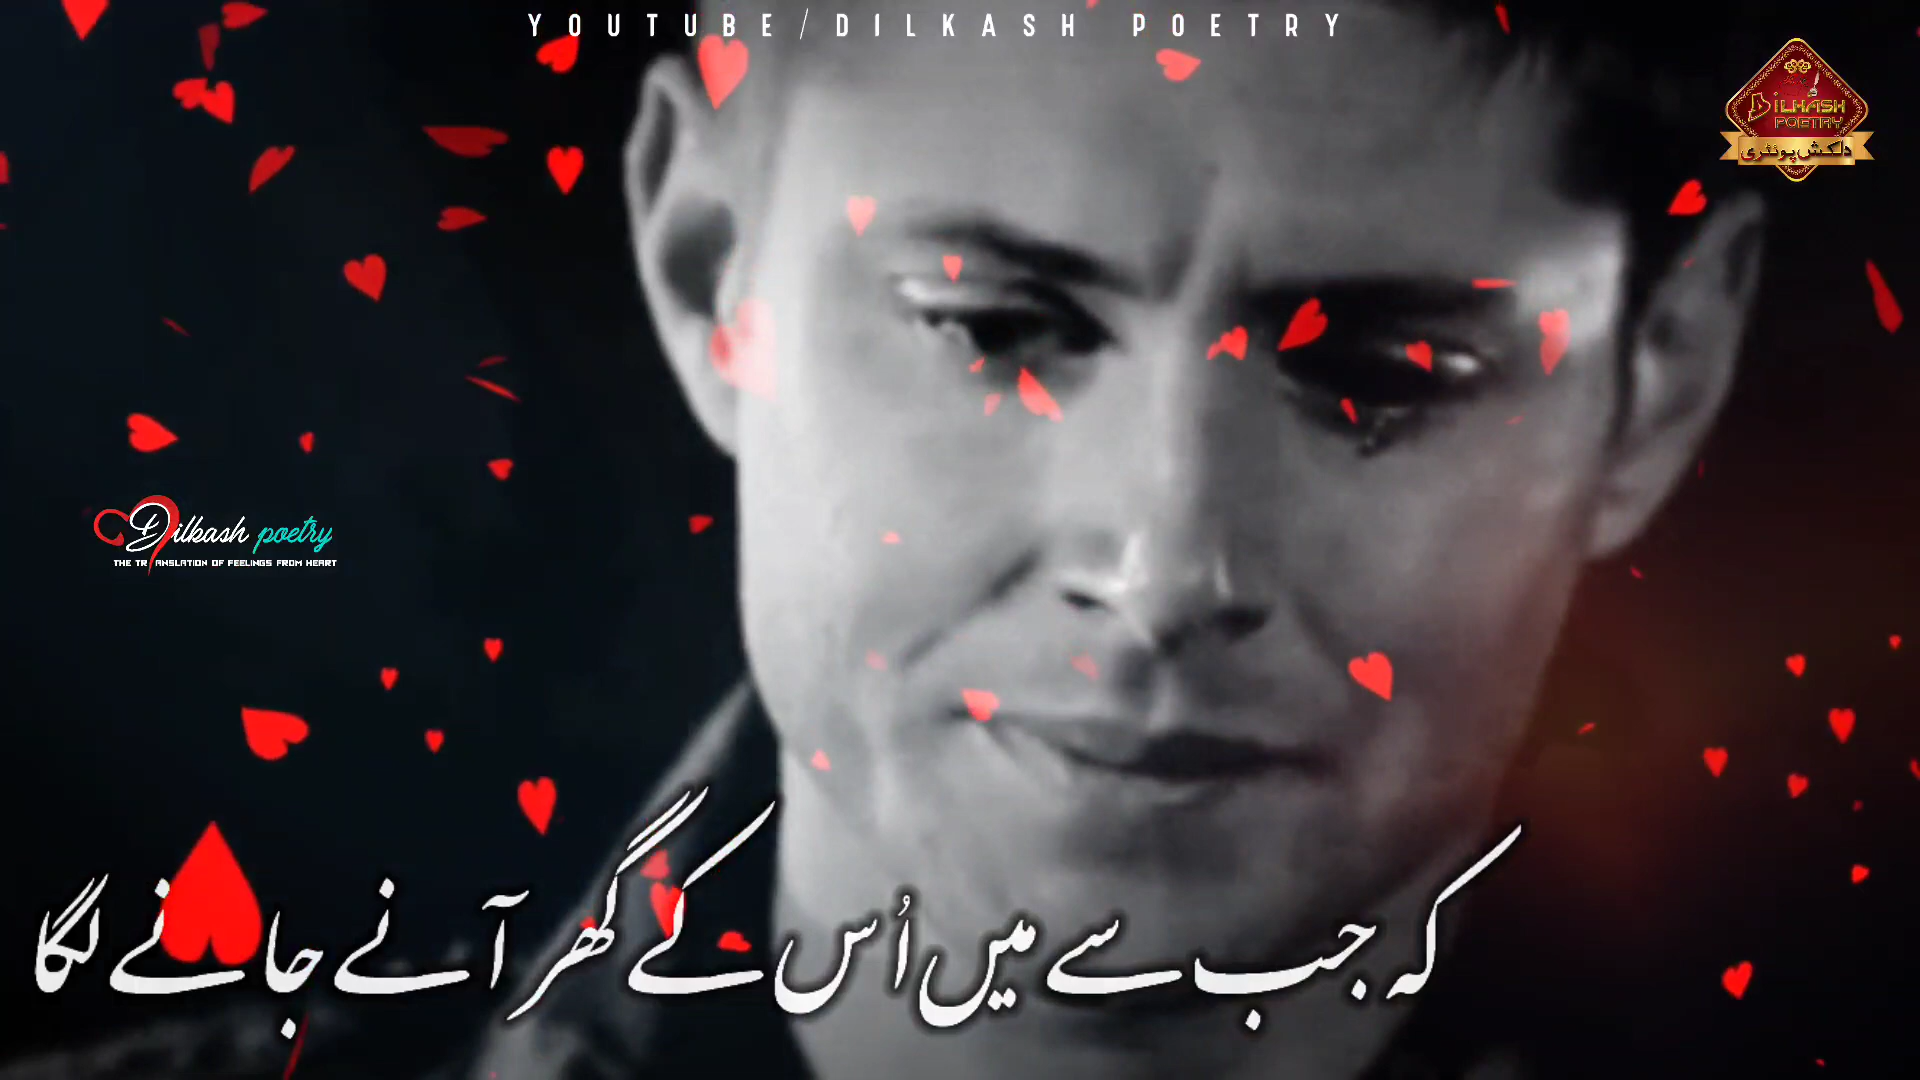 YOUTUBE/DILKASH POETRY
DILKASH
POETRY
دلکش پوئٹری
Dilkash poetry
THE TRANSLATION OF FEELINGS FROM HEART
کہ جب سے میں اُس کے گھر آنے جانے لگا